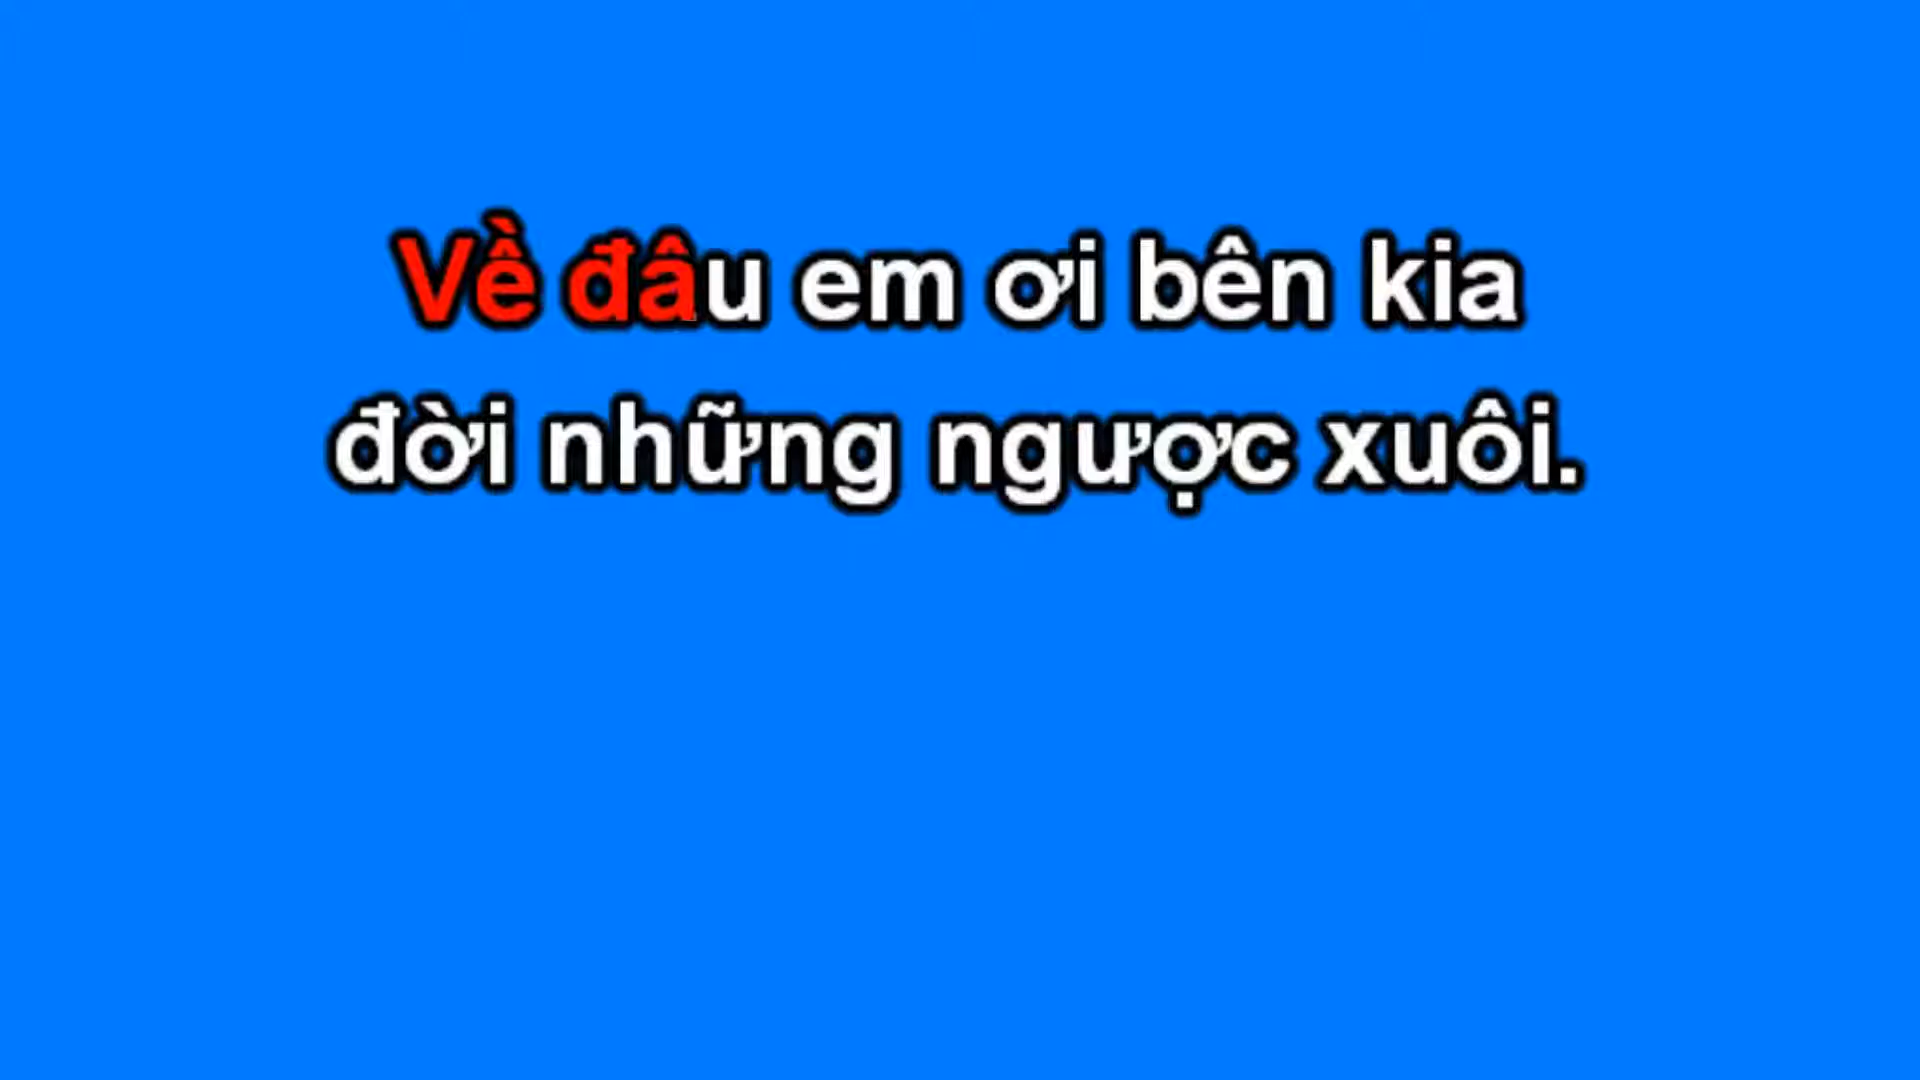 Về đâu em ơi bên kia
đời những ngược xuôi.